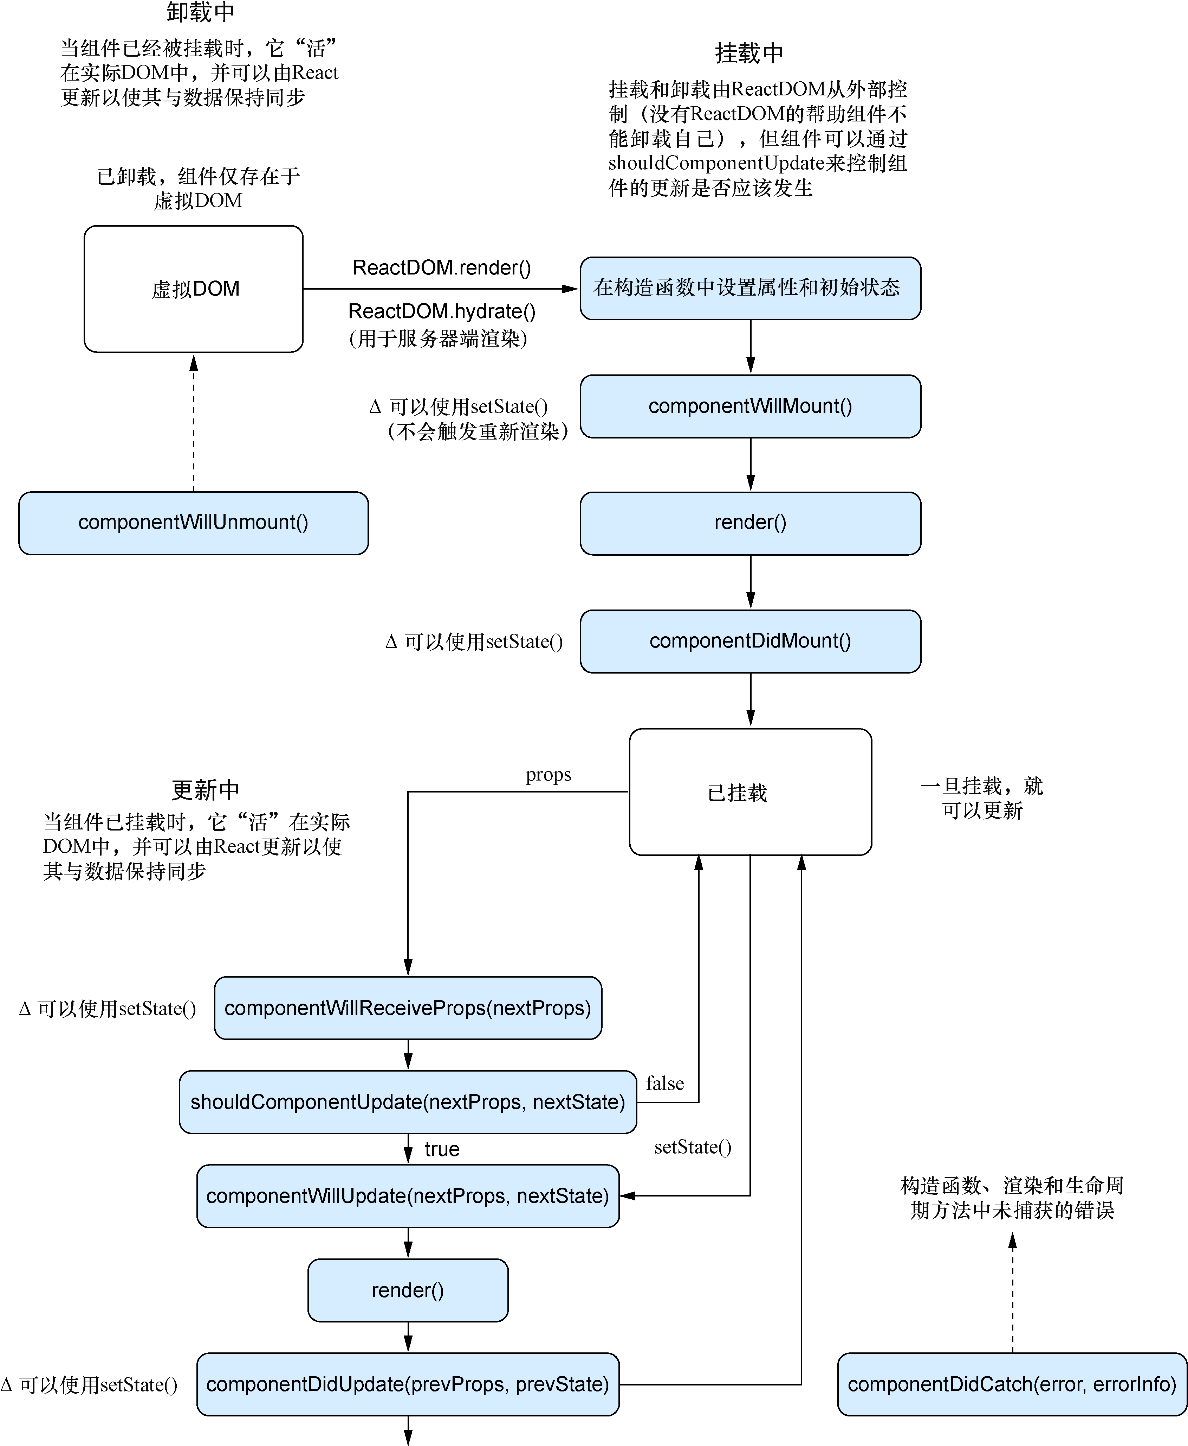 卸载中
当组件已经被挂载时，它“活”
在实际DOM中，并可以由React
更新以使其与数据保持同步
挂载中
挂载和卸载由ReactDOM从外部控
制（没有ReactDOM的帮助组件不
能卸载自己），但组件可以通过
shouldComponentUpdate来控制组
件的更新是否应该发生
已卸载，组件仅存在于
虚拟DOM
虚拟DOM
ReactDOM.render()
ReactDOM.hydrate()
(用于服务器端渲染)
在构造函数中设置属性和初始状态
Δ 可以使用setState()
（不会触发重新渲染）
componentWillMount()
componentWillUnmount()
render()
Δ 可以使用setState()
componentDidMount()
已挂载
一旦挂载，就
可以更新
props
更新中
当组件已挂载时，它“活”在实际
DOM中，并可以由React更新以使
其与数据保持同步
Δ 可以使用setState()
componentWillReceiveProps(nextProps)
shouldComponentUpdate(nextProps, nextState)
false
true
setState()
componentWillUpdate(nextProps, nextState)
构造函数、渲染和生命周
期方法中未捕获的错误
render()
Δ 可以使用setState()
componentDidUpdate(prevProps, prevState)
componentDidCatch(error, errorInfo)